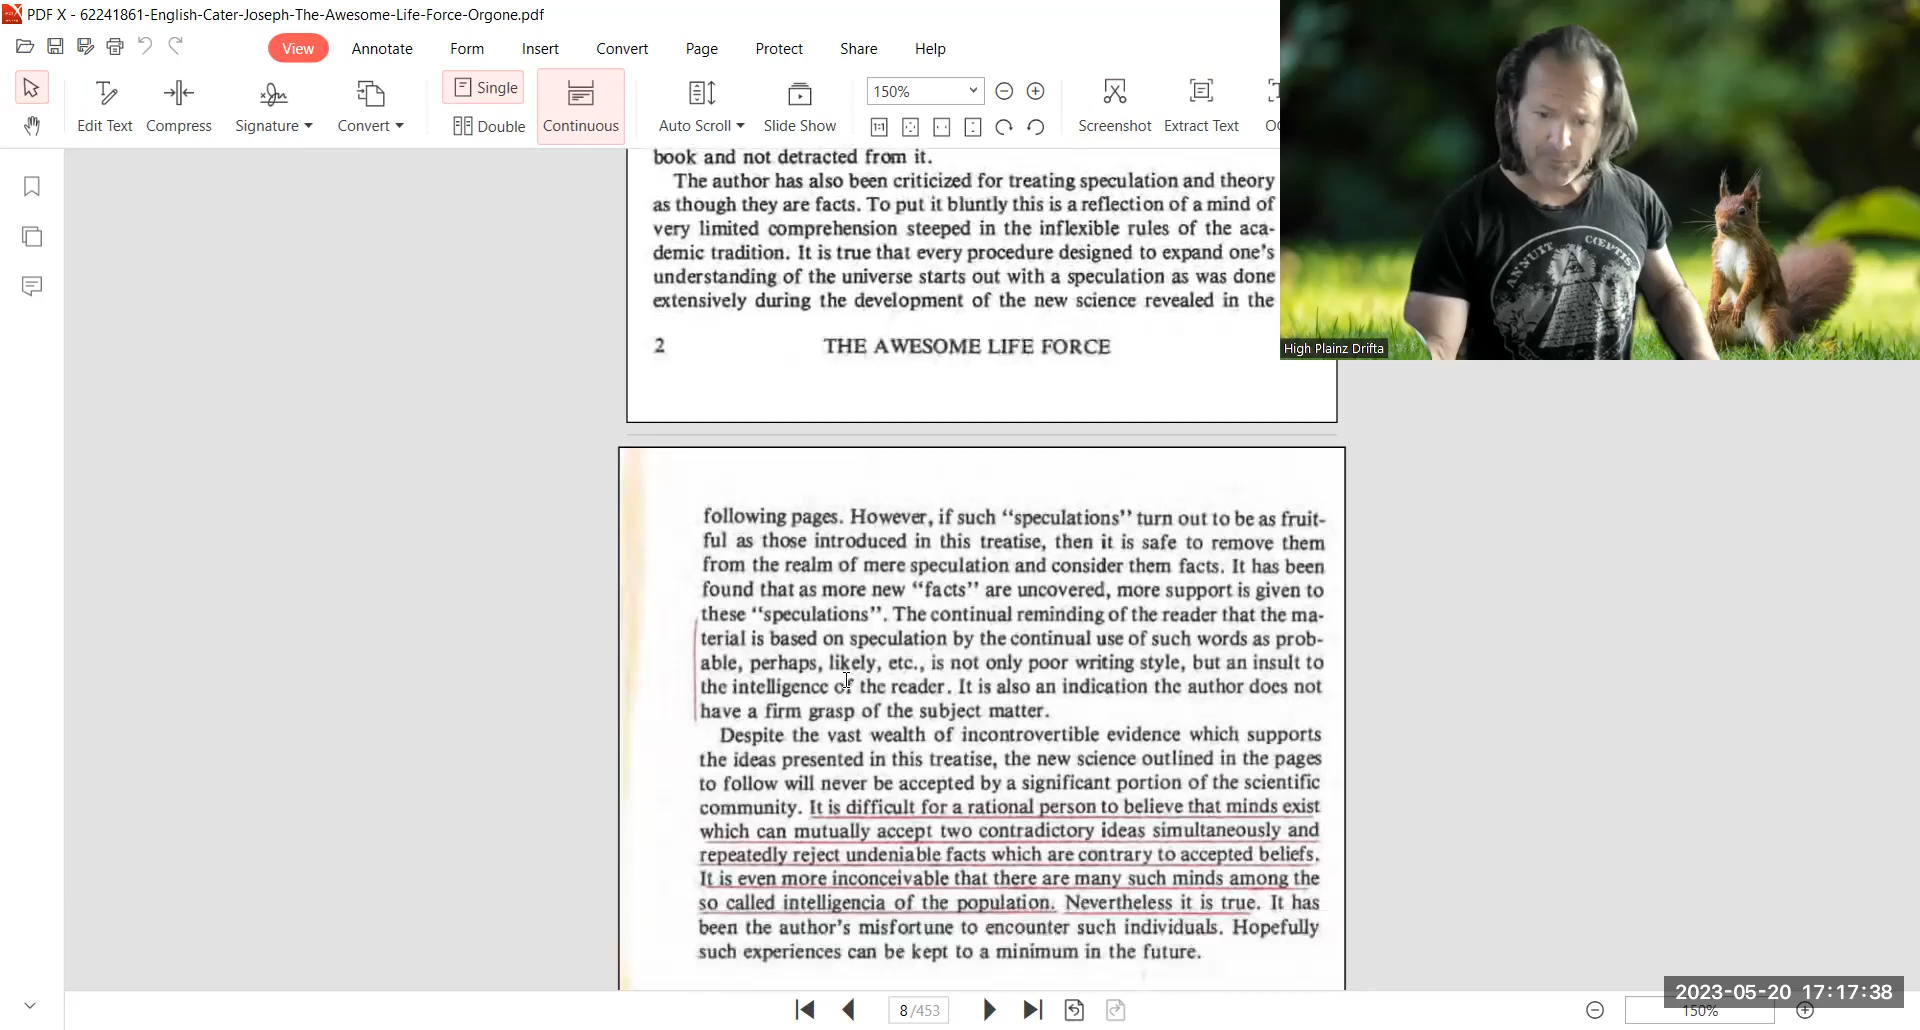 PDF X - 62241861-English-Cater-Joseph-The-Awesome-Life-Force-Orgone.pdf
View Annotate Form Insert Convert Page Protect Share Help
Edit Text Compress Signature Convert Single Double Continuous Auto Scroll Slide Show 150% Screenshot Extract Text
book and not detracted from it.
The author has also been criticized for treating speculation and theory
as though they are facts. To put it bluntly this is a reflection of a mind of
very limited comprehension steeped in the inflexible rules of the aca-
demic tradition. It is true that every procedure designed to expand one's
understanding of the universe starts out with a speculation as was done
extensively during the development of the new science revealed in the
2 THE AWESOME LIFE FORCE
ANNUIT CŒPTIS
High Plainz Drifta
following pages. However, if such "speculations" turn out to be as fruit-
ful as those introduced in this treatise, then it is safe to remove them
from the realm of mere speculation and consider them facts. It has been
found that as more new "facts" are uncovered, more support is given to
these "speculations". The continual reminding of the reader that the ma-
terial is based on speculation by the continual use of such words as prob-
able, perhaps, likely, etc., is not only poor writing style, but an insult to
the intelligence of the reader. It is also an indication the author does not
have a firm grasp of the subject matter.
Despite the vast wealth of incontrovertible evidence which supports
the ideas presented in this treatise, the new science outlined in the pages
to follow will never be accepted by a significant portion of the scientific
community. It is difficult for a rational person to believe that minds exist
which can mutually accept two contradictory ideas simultaneously and
repeatedly reject undeniable facts which are contrary to accepted beliefs.
It is even more inconceivable that there are many such minds among the
so called intelligencia of the population. Nevertheless it is true. It has
been the author's misfortune to encounter such individuals. Hopefully
such experiences can be kept to a minimum in the future.
8 /453
2023-05-20 17:17:38
150%